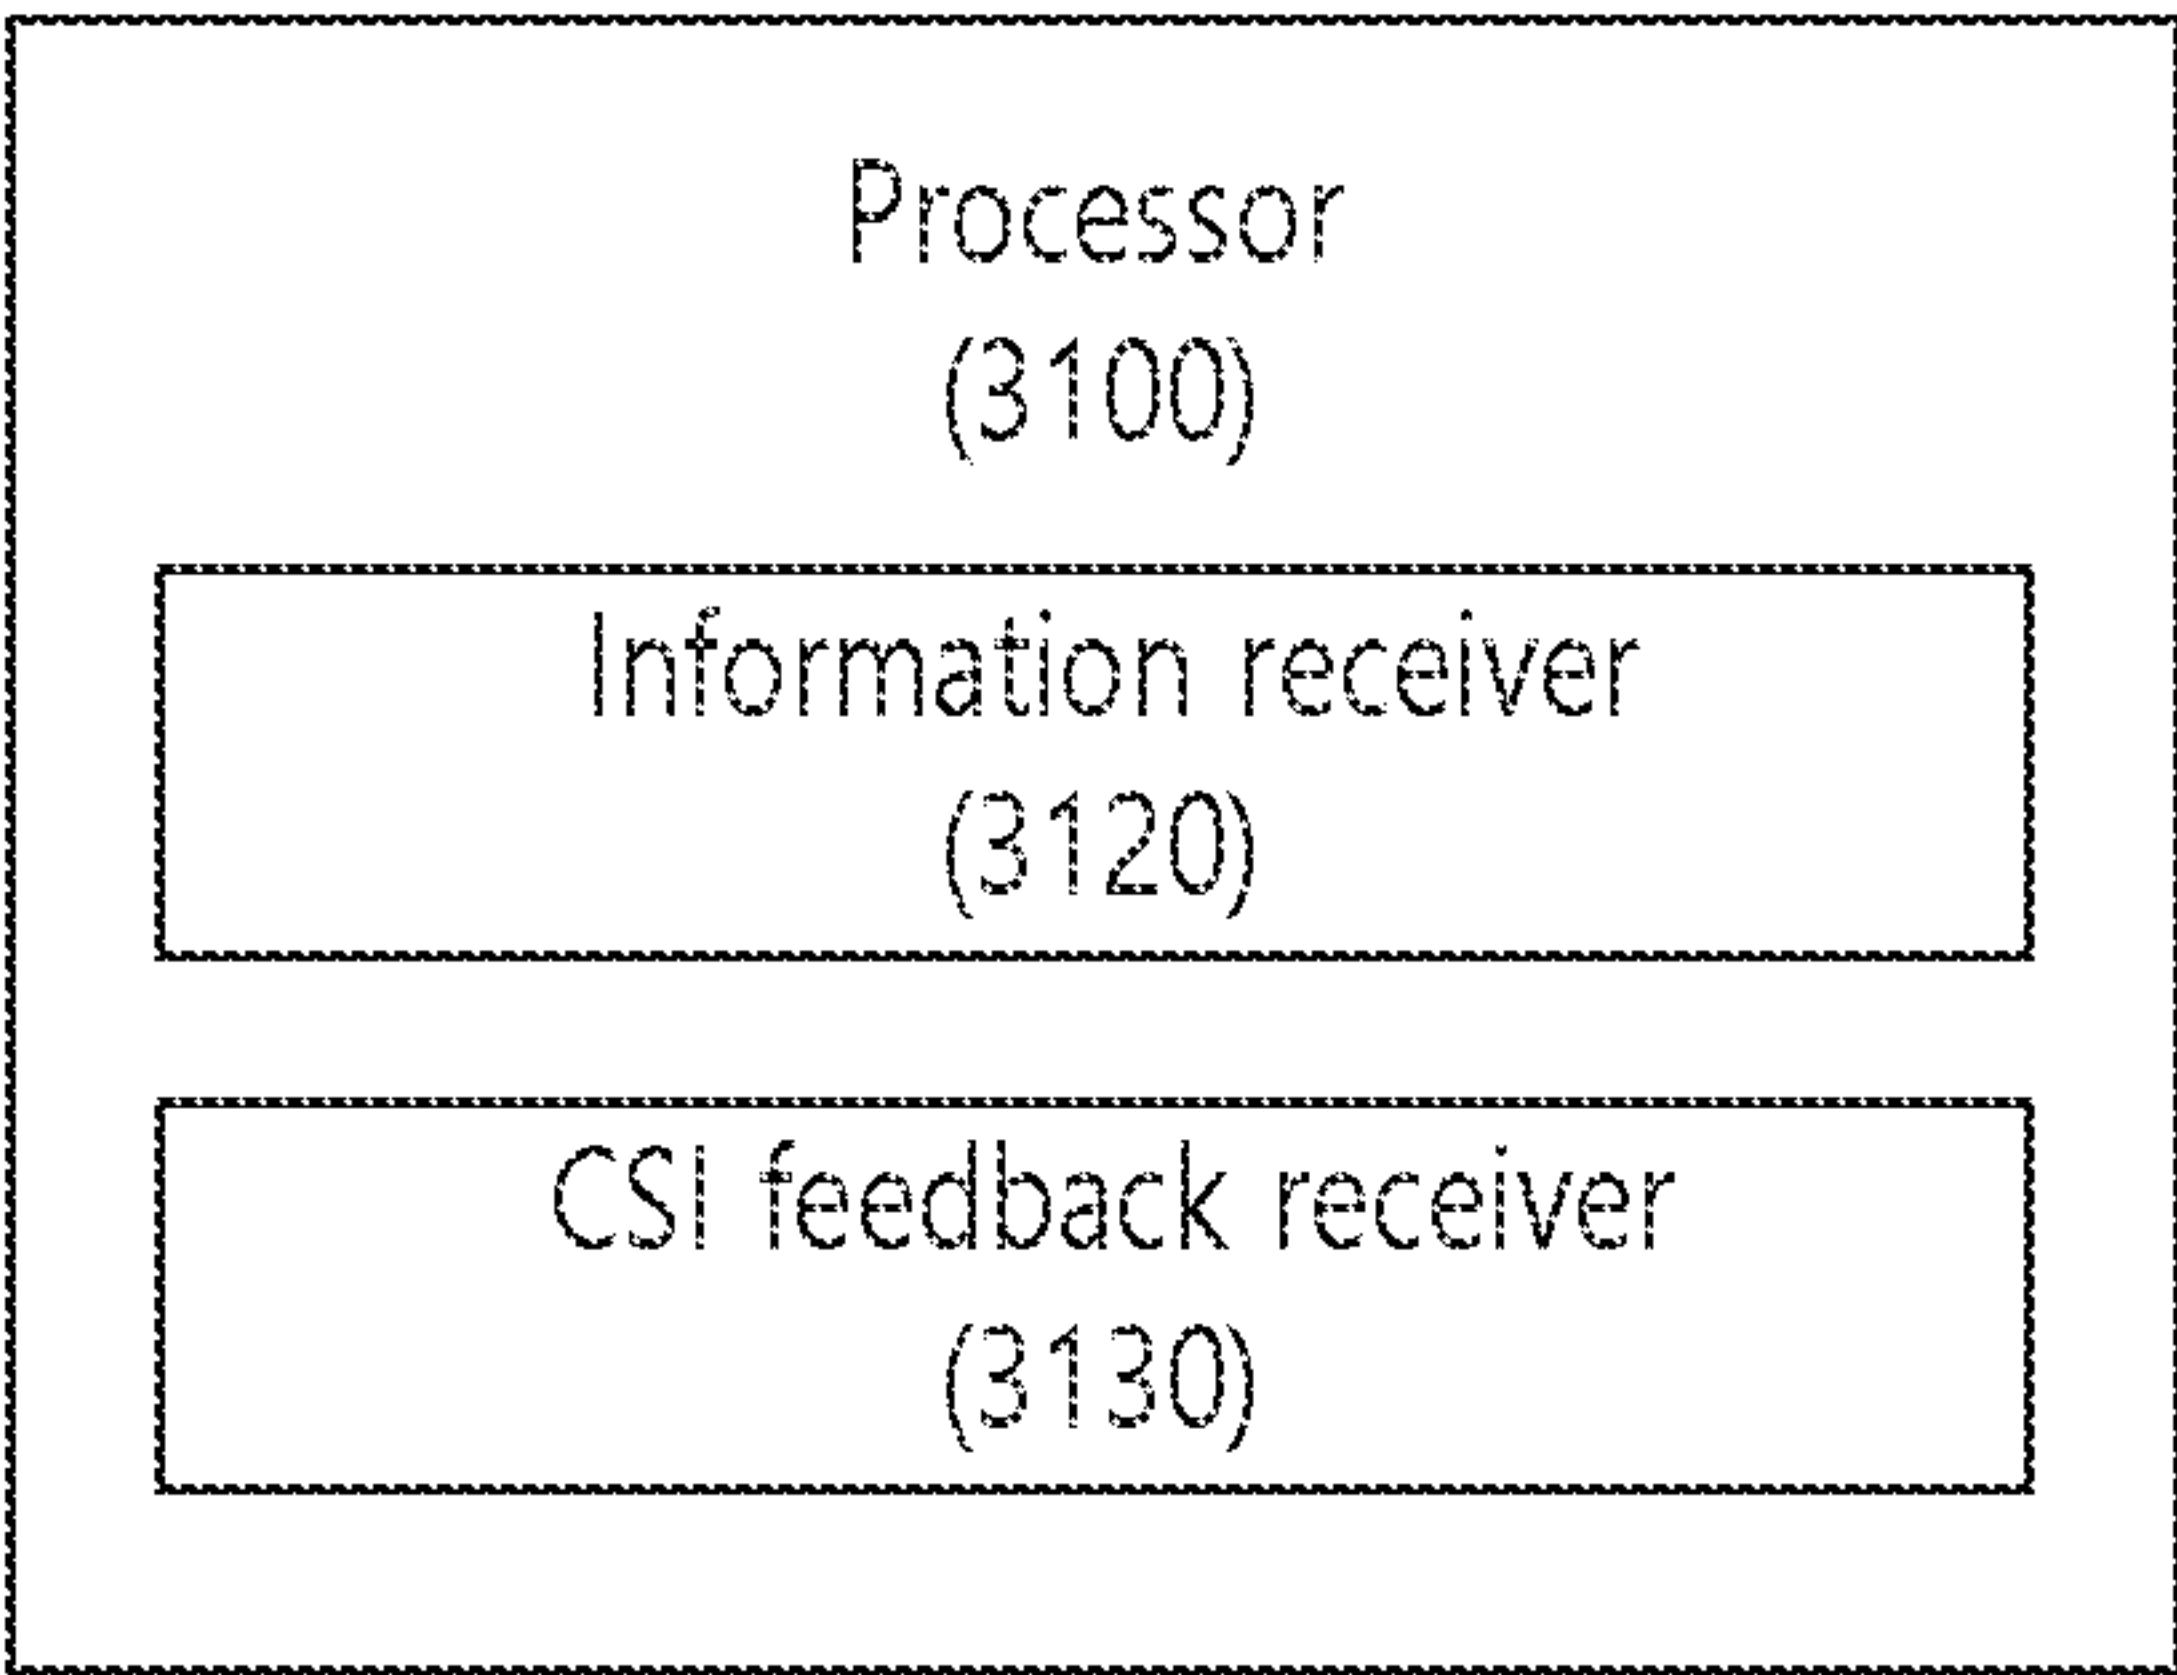 Processor
(3100)
Information receiver
(3120)
CSI feedback receiver
(3130)